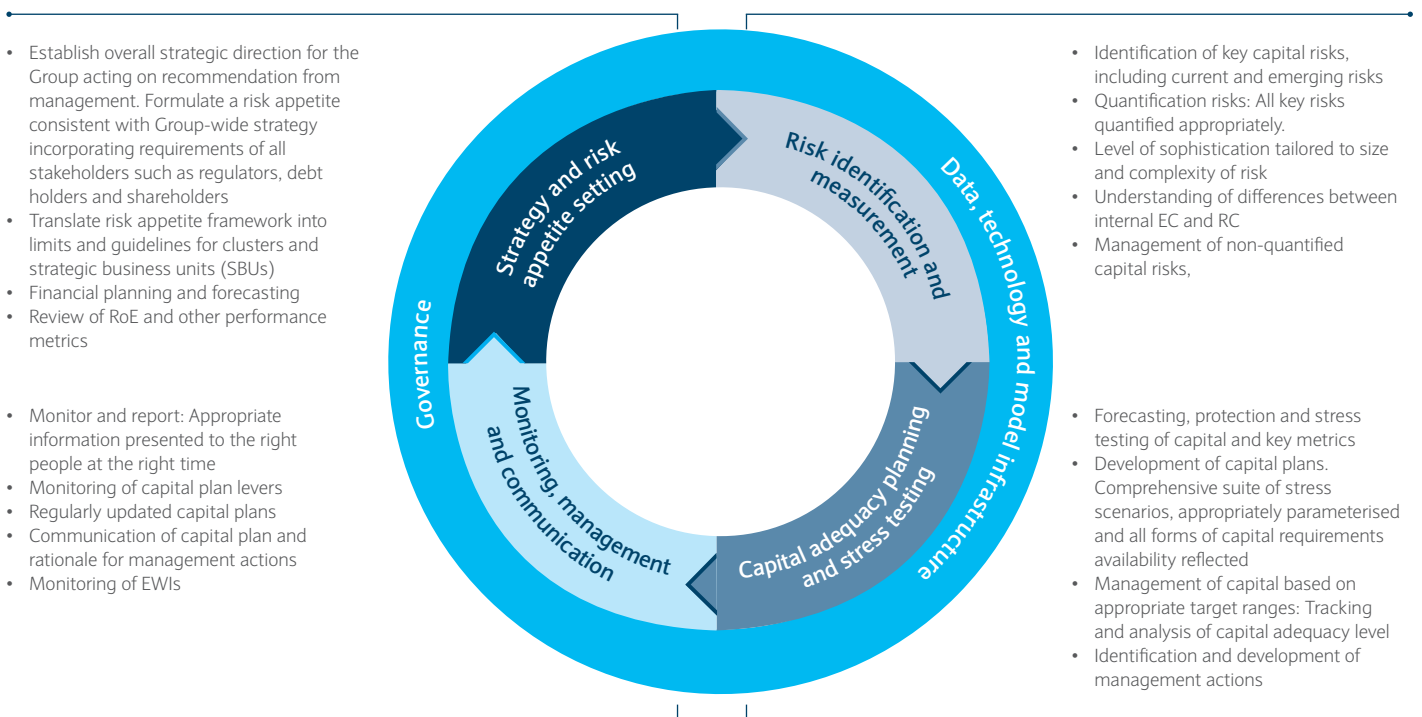 • Establish overall strategic direction for the
Group acting on recommendation from
management. Formulate a risk appetite
consistent with Group-wide strategy
incorporating requirements of all
stakeholders such as regulators, debt
holders and shareholders
• Translate risk appetite framework into
limits and guidelines for clusters and
strategic business units (SBUs)
• Financial planning and forecasting
• Review of RoE and other performance
metrics
• Monitor and report: Appropriate
information presented to the right
people at the right time
• Monitoring of capital plan levers
• Regularly updated capital plans
• Communication of capital plan and
rationale for management actions
• Monitoring of EWIs
Governance
Strategy and risk
appetite setting
Risk identification and
measurement
Capital adequacy planning
and stress testing
Monitoring, management
and communication
Data, technology and model infrastructure
• Identification of key capital risks,
including current and emerging risks
• Quantification risks: All key risks
quantified appropriately.
• Level of sophistication tailored to size
and complexity of risk
• Understanding of differences between
internal EC and RC
• Management of non-quantified
capital risks,
• Forecasting, protection and stress
testing of capital and key metrics
• Development of capital plans.
Comprehensive suite of stress
scenarios, appropriately parameterised
and all forms of capital requirements
availability reflected
• Management of capital based on
appropriate target ranges: Tracking
and analysis of capital adequacy level
• Identification and development of
management actions